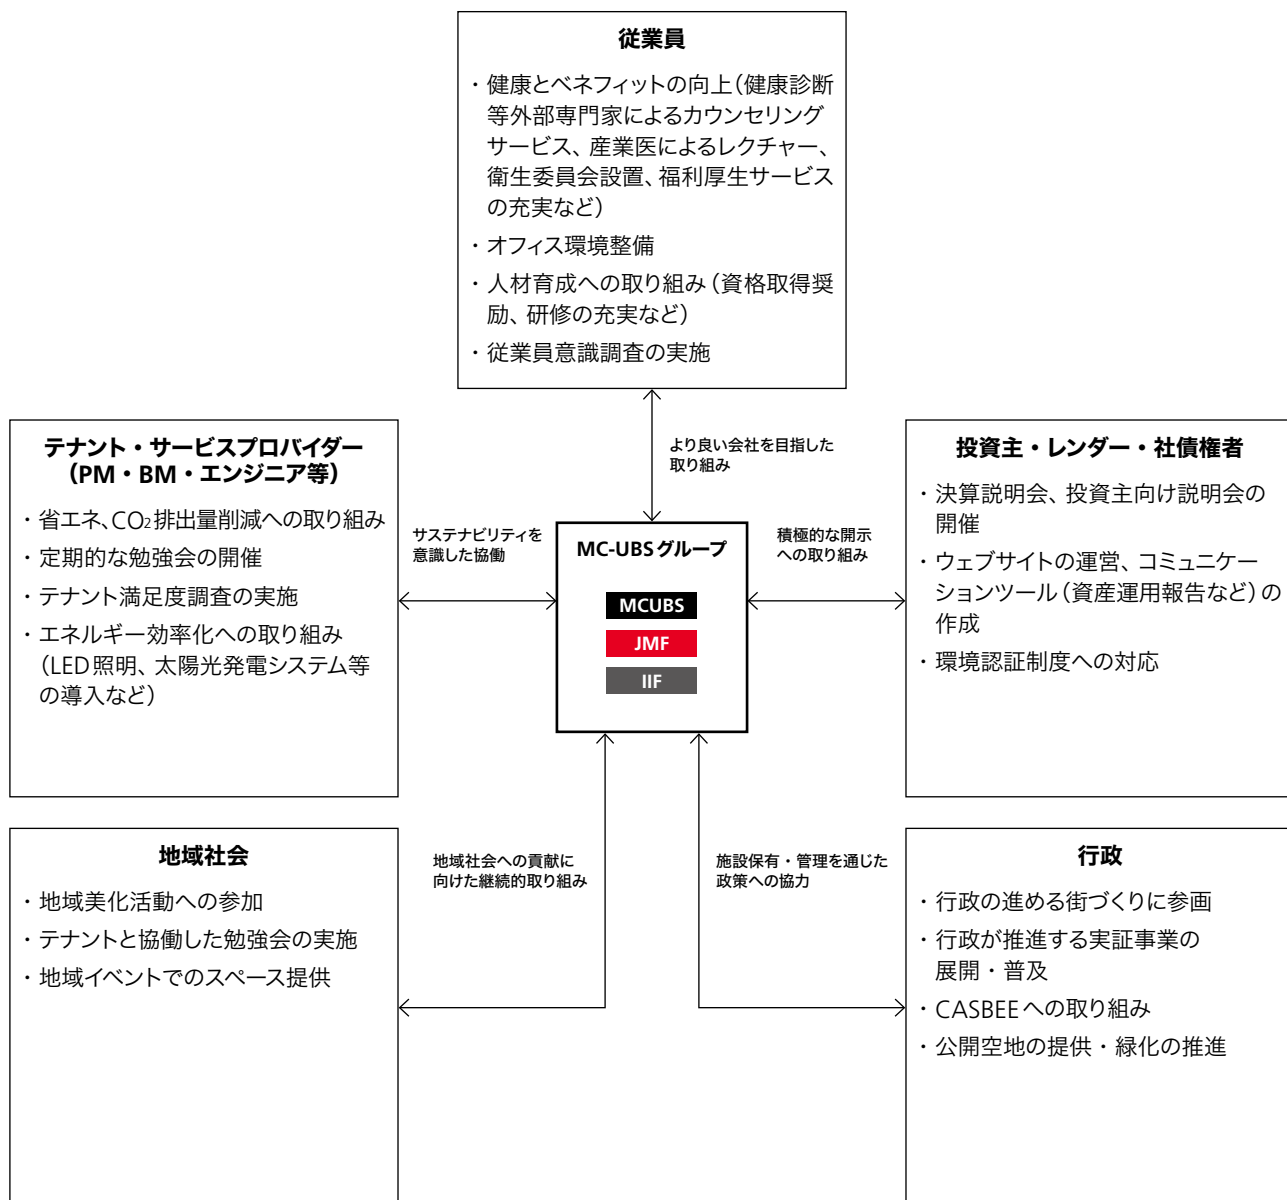 従業員
・健康とベネフィットの向上（健康診断
等外部専門家によるカウンセリング
サービス、産業医によるレクチャー、
衛生委員会設置、福利厚生サービス
の充実など）
・オフィス環境整備
・人材育成への取り組み（資格取得奨
励、研修の充実など）
・従業員意識調査の実施
より良い会社を目指した
取り組み
テナント・サービスプロバイダー
（PM・BM・エンジニア等）
・省エネ、CO₂排出量削減への取り組み
・定期的な勉強会の開催
・テナント満足度調査の実施
・エネルギー効率化への取り組み
（LED照明、太陽光発電システム等
の導入など）
サステナビリティを
意識した協働
MC-UBSグループ
MCUBS
JMF
IIF
積極的な開示
への取り組み
投資主・レンダー・社債権者
・決算説明会、投資主向け説明会の
開催
・ウェブサイトの運営、コミュニケー
ションツール（資産運用報告など）の
作成
・環境認証制度への対応
地域社会
・地域美化活動への参加
・テナントと協働した勉強会の実施
・地域イベントでのスペース提供
地域社会への貢献に
向けた継続的取り組み
施設保有・管理を通じた
政策への協力
行政
・行政の進める街づくりに参画
・行政が推進する実証事業の
展開・普及
・CASBEEへの取り組み
・公開空地の提供・緑化の推進